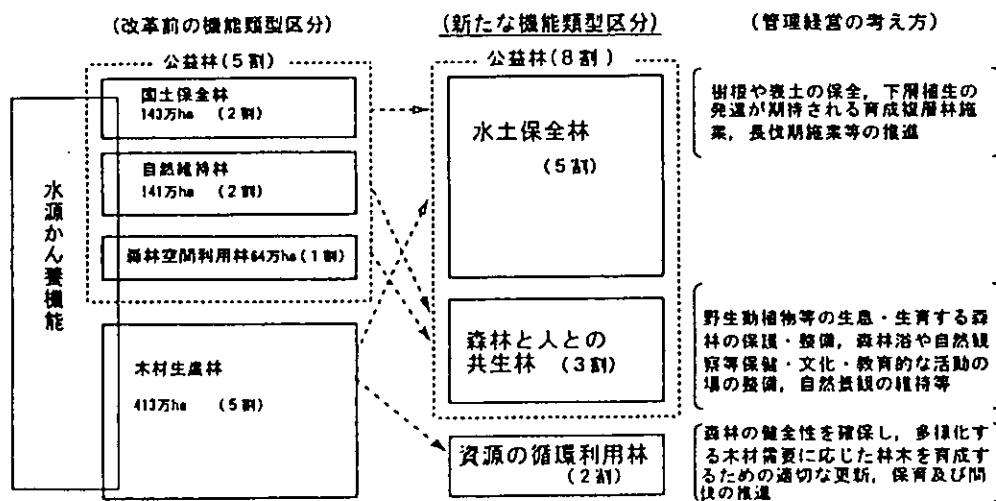 (改革前の機能類型区分)
公益林(5割)
国土保全林
143万ha (2割)
自然維持林
141万ha (2割)
森林空間利用林64万ha(1割)
木材生産林
413万ha (5割)
水源かん養機能
(新たな機能類型区分)
公益林(8割)
水土保全林
(5割)
森林と人との
共生林 (3割)
資源の循環利用林
(2割)
(管理経営の考え方)
樹根や表土の保全,下層植生の
発達が期待される育成複層林施
業,長伐期施業等の推進
野生動植物等の生息・生育する森
林の保護・整備,森林浴や自然観
察等保健・文化・教育的な活動の
場の整備,自然景観の維持等
森林の健全性を確保し,多様化す
る木材需要に応じた林木を育成す
るための適切な更新,保育及び間
伐の推進